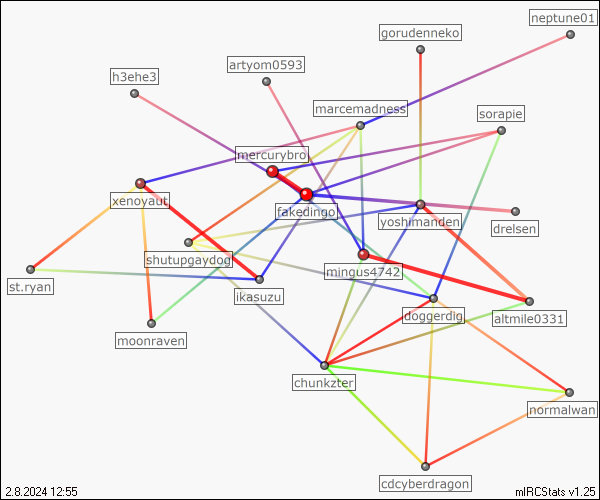 neptune01
gorudenneko
artyom0593
h3ehe3
marcemadness
sorapie
mercurybro
xenoyaut
fakedingo
yoshimanden
drelsen
shutupgaydog
mingus4742
st.ryan
ikasuzu
doggerdig
altmile0331
moonraven
chunkzter
normalwan
cdcyberdragon
2.8.2024 12:55
mIRCStats v1.25